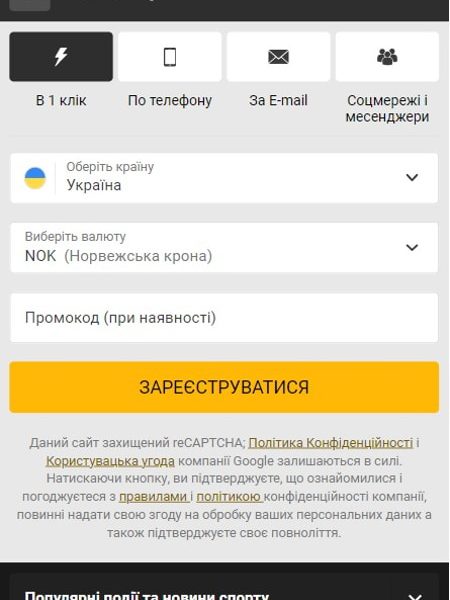 В 1 клік
По телефону
За E-mail
Соцмережі і
месенджери
Оберіть країну
Україна
Виберіть валюту
NOK (Норвежська крона)
Промокод (при наявності)
ЗАРЕЄСТРУВАТИСЯ
Даний сайт захищений reCAPTCHA; Політика Конфіденційності і
Користувацька угода компанії Google залишаються в силі.
Натискаючи кнопку, ви підтверджуєте, що ознайомилися і
погоджуєтеся з правилами і політикою конфіденційності компанії,
повинні надати свою згоду на обробку ваших персональних даних а
також підтверджуєте своє повноліття.
Популярні події та новини спорту